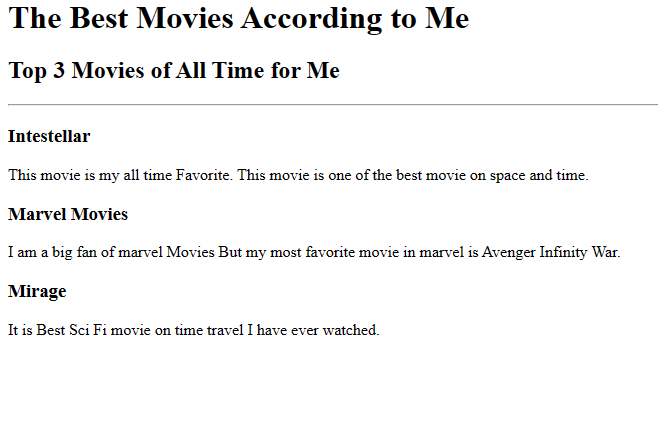 The Best Movies According to Me
Top 3 Movies of All Time for Me
Intestellar
This movie is my all time Favorite. This movie is one of the best movie on space and time.
Marvel Movies
I am a big fan of marvel Movies But my most favorite movie in marvel is Avenger Infinity War.
Mirage
It is Best Sci Fi movie on time travel I have ever watched.